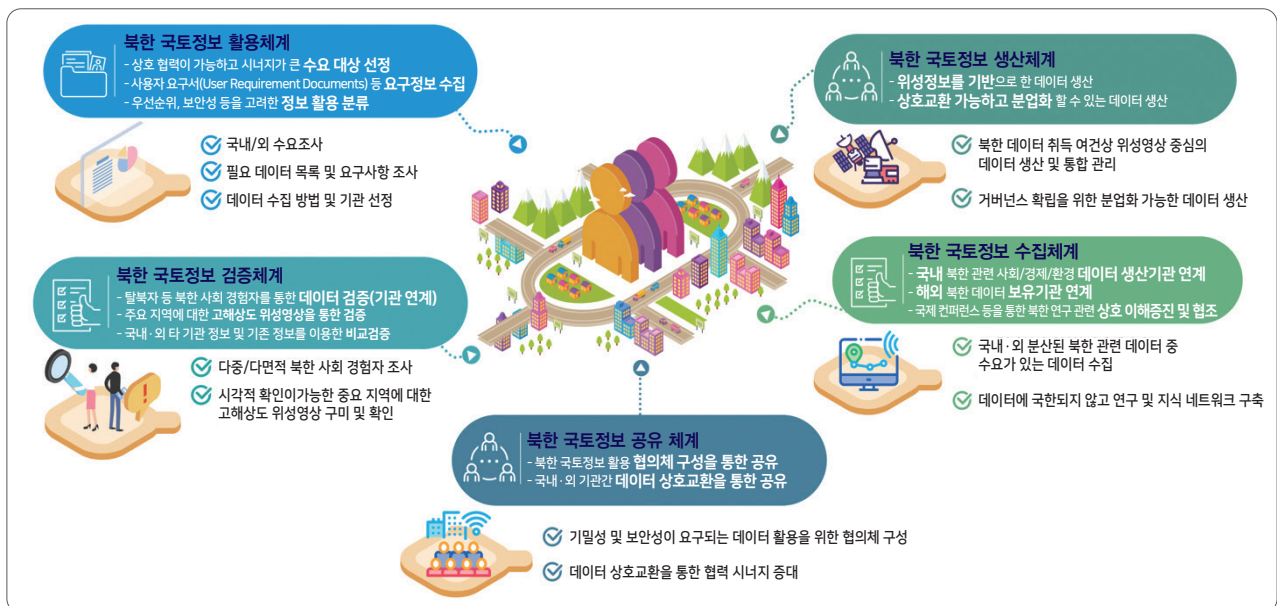 북한 국토정보 활용체계
- 상호 협력이 가능하고 시너지가 큰 수요 대상 선정
- 사용자 요구서(User Requirement Documents) 등 요구정보 수집
- 우선순위, 보안성 등을 고려한 정보 활용 분류
국내/외 수요조사
필요 데이터 목록 및 요구사항 조사
데이터 수집 방법 및 기관 선정
북한 국토정보 생산체계
- 위성정보를 기반으로 한 데이터 생산
- 상호교환 가능하고 분업화 할 수 있는 데이터 생산
북한 데이터 취득 여건상 위성영상 중심의
데이터 생산 및 통합 관리
거버넌스 확립을 위한 분업화 가능한 데이터 생산
북한 국토정보 검증체계
- 탈북자 등 북한 사회 경험자를 통한 데이터 검증(기관 연계)
- 주요 지역에 대한 고해상도 위성영상을 통한 검증
- 국내·외 타 기관 정보 및 기존 정보를 이용한 비교검증
다중/다면적 북한 사회 경험자 조사
시각적 확인이가능한 중요 지역에 대한
고해상도 위성영상 구미 및 확인
북한 국토정보 수집체계
- 국내 북한 관련 사회/경제/환경 데이터 생산기관 연계
- 해외 북한 데이터 보유기관 연계
- 국제 컨퍼런스 등을 통한 북한 연구 관련 상호 이해증진 및 협조
국내·외 분산된 북한 관련 데이터 중
수요가 있는 데이터 수집
데이터에 국한되지 않고 연구 및 지식 네트워크 구축
북한 국토정보 공유 체계
- 북한 국토정보 활용 협의체 구성을 통한 공유
- 국내·외 기관간 데이터 상호교환을 통한 공유
기밀성 및 보안성이 요구되는 데이터 활용을 위한 협의체 구성
데이터 상호교환을 통한 협력 시너지 증대